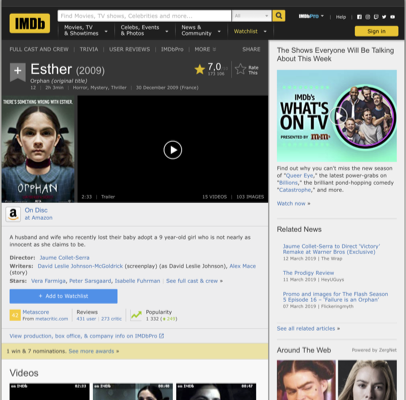 IMDb
Find Movies, TV shows, Celebrities and more...
All
IMDbPro
Help
Movies, TV
& Showtimes
Celebs, Events
& Photos
News &
Community
Watchlist
Sign in
FULL CAST AND CREW | TRIVIA | USER REVIEWS | IMDbPro | MORE
SHARE
Esther (2009)
Orphan (original title)
12 | 2h 3min | Horror, Mystery, Thriller | 30 December 2009 (France)
7,0
Rate
This
THERE'S SOMETHING WRONG WITH ESTHER.
ORPHAN
2:33 | Trailer
15 VIDEOS | 103 IMAGES
On Disc
at Amazon
A husband and wife who recently lost their baby adopt a 9 year-old girl who is not nearly as
innocent as she claims to be.
Director: Jaume Collet-Serra
Writers: David Leslie Johnson-McGoldrick (screenplay) (as David Leslie Johnson), Alex Mace
(story)
Stars: Vera Farmiga, Peter Sarsgaard, Isabelle Fuhrman | See full cast & crew »
+ Add to Watchlist
Metascore
From metacritic.com
Reviews
431 user | 273 critic
Popularity
1 332
View production, box office, & company info on IMDbPro
1 win & 7 nominations. See more awards »
Videos
The Shows Everyone Will Be Talking
About This Week
IMDb's
WHAT'S
ON TV
PRESENTED BY
Find out why you can't miss the new season
of "Queer Eye," the latest power-grabs on
"Billions," the brilliant pond-hopping comedy
"Catastrophe," and more.
Watch now »
Related News
Jaume Collet-Serra to Direct 'Victory'
Remake at Warner Bros (Exclusive)
12 March 2019 | The Wrap
The Prodigy Review
11 March 2019 | HeyUGuys
Promo and images for The Flash Season
5 Episode 16 – 'Failure is an Orphan'
07 March 2019 | Flickeringmyth
See all related articles »
Around The Web
Powered by ZergNet